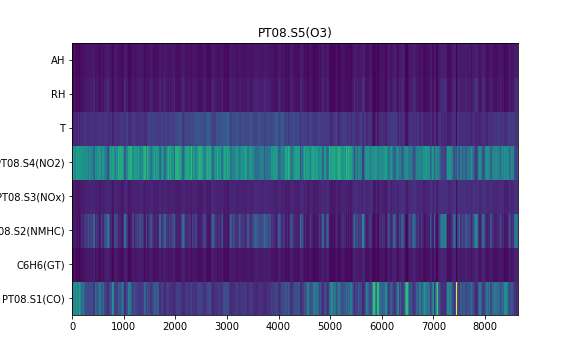 PT08.S5(O3)
AH
RH
T
PT08.S4(NO2)
PT08.S3(NOx)
08.S2(NMHC)
C6H6(GT)
PT08.S1(CO)
0 1000 2000 3000 4000 5000 6000 7000 8000